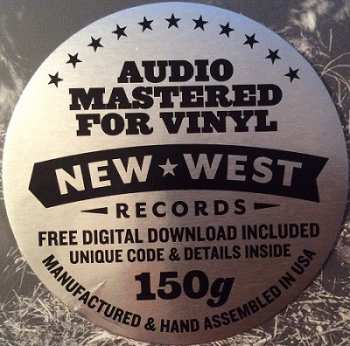 AUDIO
MASTERED
FOR VINYL
NEW★WEST
RECORDS
FREE DIGITAL DOWNLOAD INCLUDED
UNIQUE CODE & DETAILS INSIDE
150g
MANUFACTURED & HAND ASSEMBLED IN USA